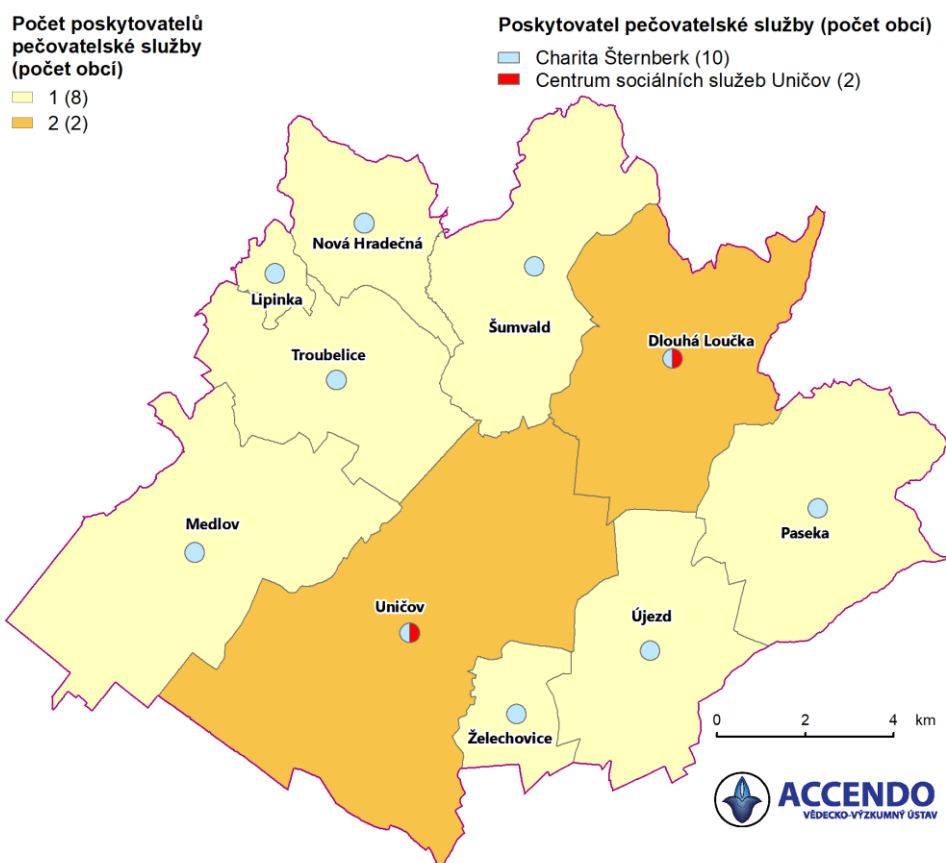 Počet poskytovatelů
pečovatelské služby
(počet obcí)
1 (8)
2 (2)
Poskytovatel pečovatelské služby (počet obcí)
Charita Šternberk (10)
Centrum sociálních služeb Uničov (2)
Nová Hradečná
Lipinka
Šumvald
Troubelice
Dlouhá Loučka
Medlov
Paseka
Uničov
Újezd
Želechovice
0 2 4 km
ACCENDO
VĚDECKO-VÝZKUMNÝ ÚSTAV